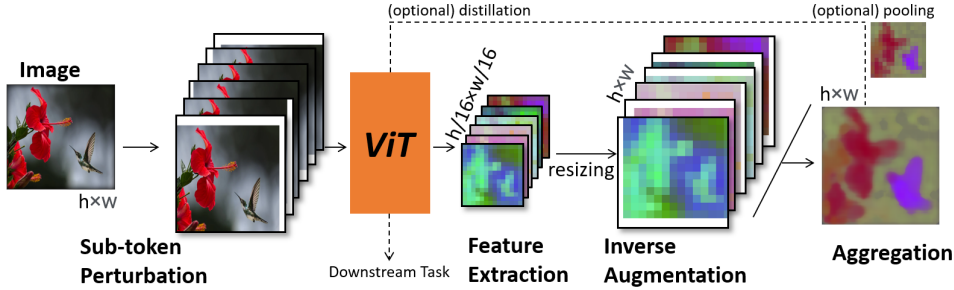 (optional) distillation
(optional) pooling
Image
h×w
Sub-token
Perturbation
ViT
Downstream Task
h/16×w/16
Feature
Extraction
resizing
h×w
Inverse
Augmentation
h×w
Aggregation